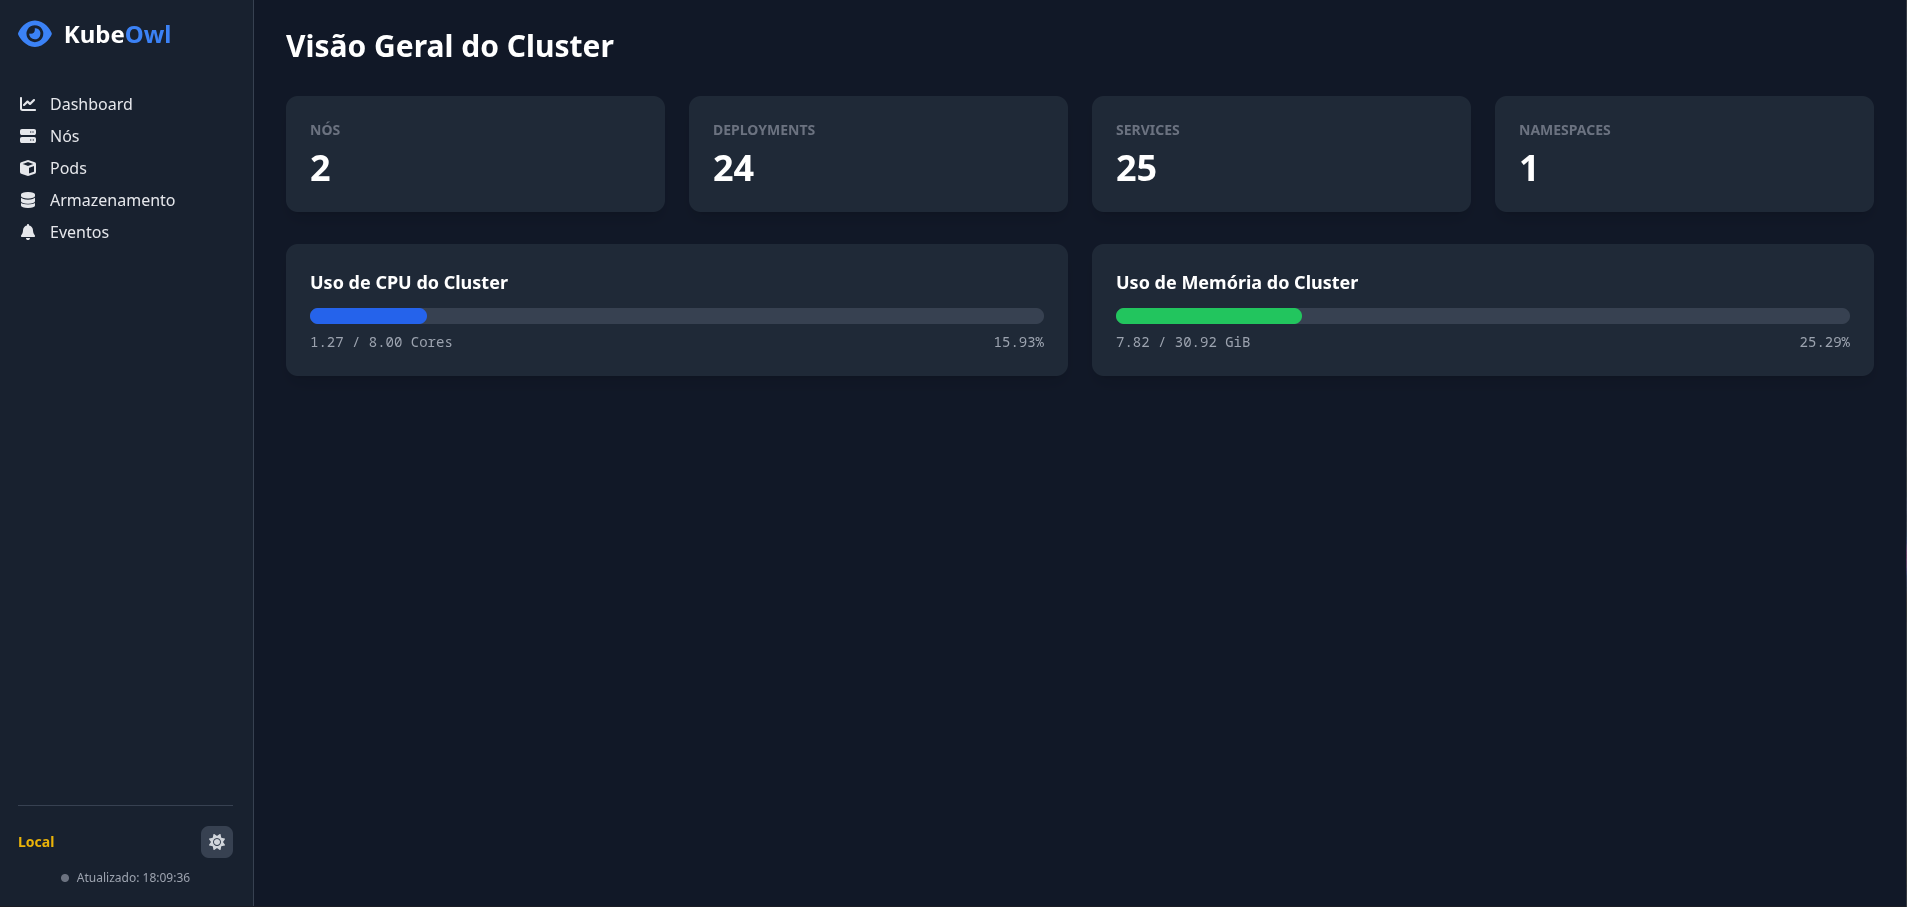 KubeOwl
Dashboard
Nós
Pods
Armazenamento
Eventos
Local
Atualizado: 18:09:36
Visão Geral do Cluster
NÓS
2
DEPLOYMENTS
24
SERVICES
25
NAMESPACES
1
Uso de CPU do Cluster
1.27 / 8.00 Cores 15.93%
Uso de Memória do Cluster
7.82 / 30.92 GiB 25.29%